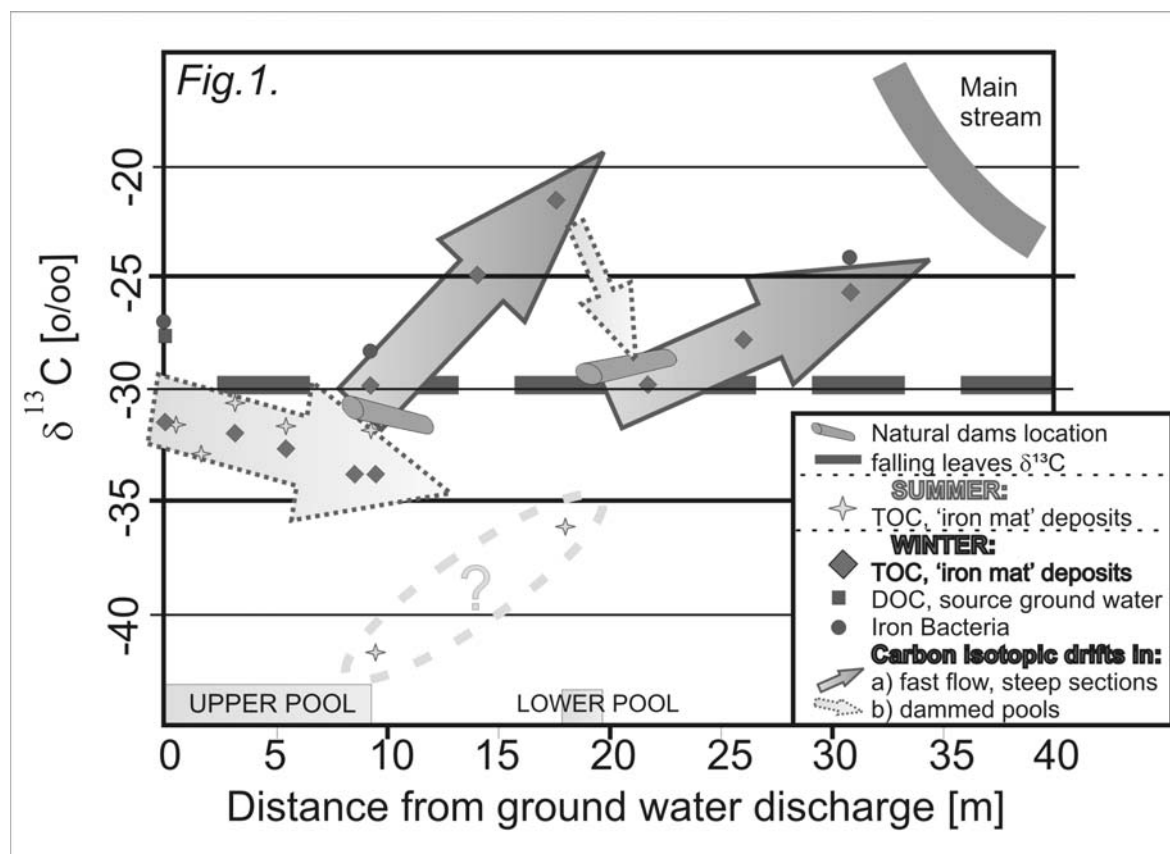 Fig.1.
Main
stream
-20
-25
-30
-35
-40
δ ¹³ C [o/oo]
?
UPPER POOL
LOWER POOL
0 5 10 15 20 25 30 35 40
Distance from ground water discharge [m]
Natural dams location
falling leaves δ¹³C
SUMMER:
TOC, 'iron mat' deposits
WINTER:
TOC, 'iron mat' deposits
DOC, source ground water
Iron Bacteria
Carbon isotopic drifts in:
a) fast flow, steep sections
b) dammed pools